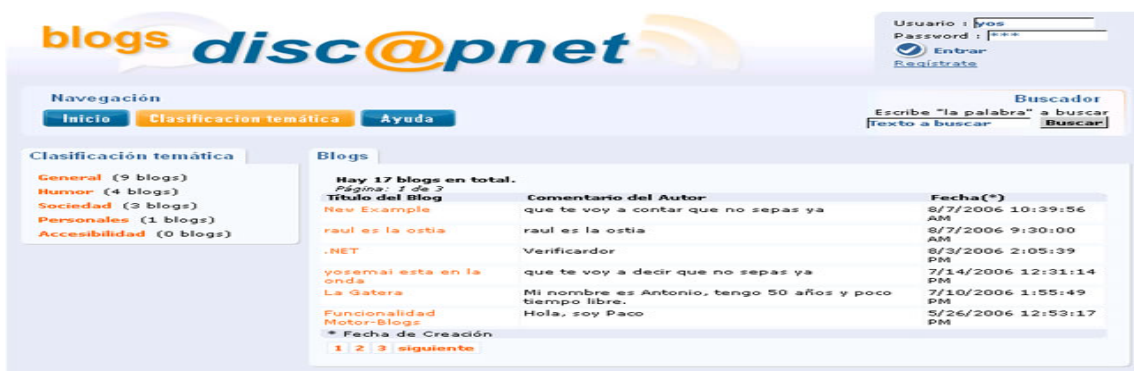 blogs disc@pnet
Usuario : yos
Password : ***
Entrar
Regístrate
Navegación
Inicio Clasificacion temática Ayuda
Buscador
Escribe "la palabra" a buscar
Texto a buscar Buscar
Clasificación temática
General (9 blogs)
Humor (4 blogs)
Sociedad (3 blogs)
Personales (1 blogs)
Accesibilidad (0 blogs)
Blogs
Hay 17 blogs en total.
Página: 1 de 3
Título del Blog Comentario del Autor Fecha(*)
New Example que te voy a contar que no sepas ya 8/7/2006 10:39:56 AM
raul es la ostia raul es la ostia 8/7/2006 9:30:00 AM
.NET Verificardor 8/3/2006 2:05:39 PM
yosemai esta en la onda que te voy a decir que no sepas ya 7/14/2006 12:31:14 PM
La Gatera Mi nombre es Antonio, tengo 50 años y poco tiempo libre. 7/10/2006 1:55:49 PM
Funcionalidad Motor-Blogs Hola, soy Paco 5/26/2006 12:53:17 PM
* Fecha de Creación
1 2 3 siguiente